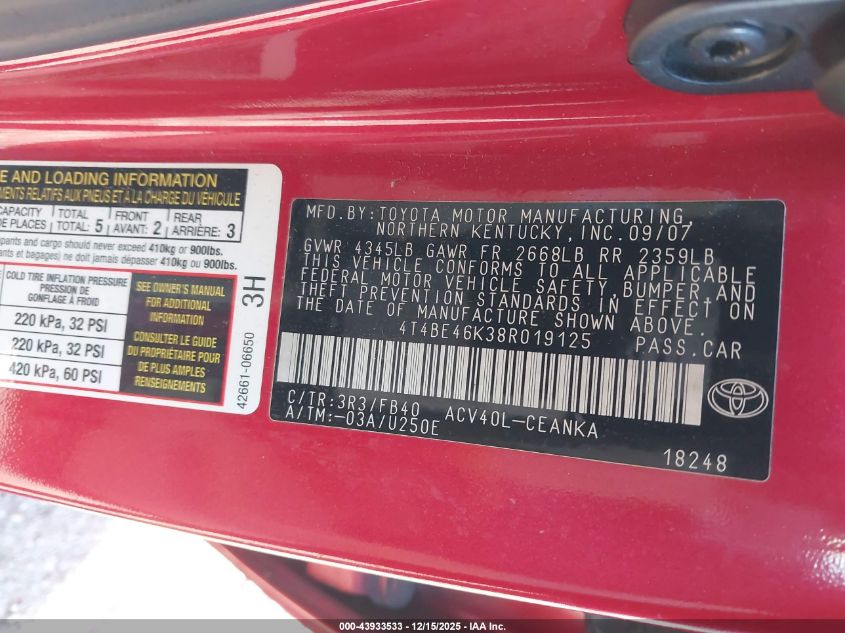 E AND LOADING INFORMATION
MENTS RELATIFS AUX PNEUS ET À LA CHARGE DU VÉHICULE
CAPACITY TOTAL 5 FRONT 2 REAR 3
DE PLACES TOTAL: AVANT: ARRIÈRE:
pants and cargo should never exceed 410kg or 900lbs.
ants et bagages) ne doit jamais dépasser 410kg ou 900lbs.
COLD TIRE INFLATION PRESSURE
PRESSION DE
GONFLAGE À FROID
220 kPa, 32 PSI
220 kPa, 32 PSI
420 kPa, 60 PSI
SEE OWNER'S MANUAL
FOR ADDITIONAL
INFORMATION
CONSULTER LE GUIDE
DU PROPRIÉTAIRE POUR
DE PLUS AMPLES
RENSEIGNEMENTS
42661-06650 3H
MFD.BY:TOYOTA MOTOR MANUFACTURING
NORTHERN KENTUCKY,INC.09/07
GVWR 4345LB GAWR FR 2668LB RR 2359LB
THIS VEHICLE CONFORMS TO ALL APPLICABLE
FEDERAL MOTOR VEHICLE SAFETY,BUMPER,AND
THEFT PREVENTION STANDARDS IN EFFECT ON
THE DATE OF MANUFACTURE SHOWN ABOVE.
4T4BE46K38R019125 PASS.CAR
C/TR:3R3/FB40 ACV40L-CEANKA
A/TM:-03A/U250E
18248
000-43933533 - 12/15/2025 - IAA Inc.